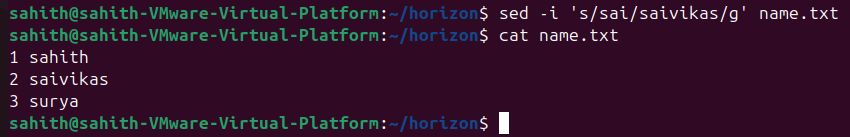 sahith@sahith-VMware-Virtual-Platform:~/horizon$ sed -i 's/sai/saivikas/g' name.txt
sahith@sahith-VMware-Virtual-Platform:~/horizon$ cat name.txt
1 sahith
2 saivikas
3 surya
sahith@sahith-VMware-Virtual-Platform:~/horizon$